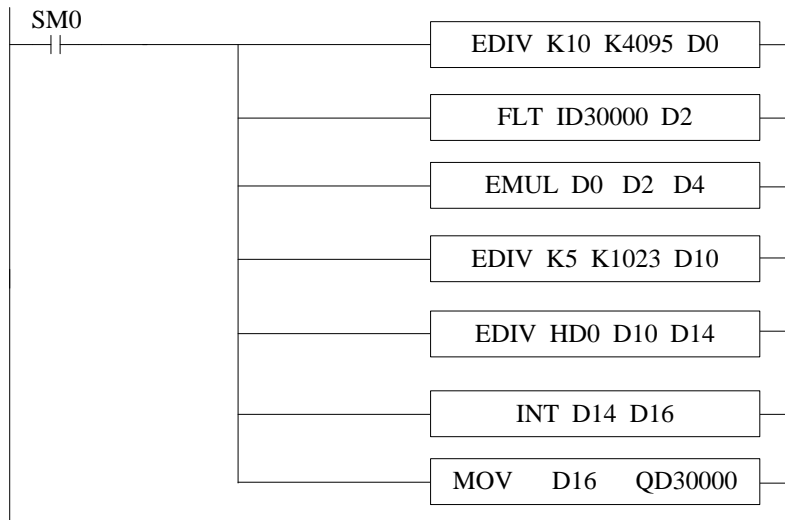 SM0
EDIV K10 K4095 D0
FLT ID30000 D2
EMUL D0 D2 D4
EDIV K5 K1023 D10
EDIV HD0 D10 D14
INT D14 D16
MOV D16 QD30000